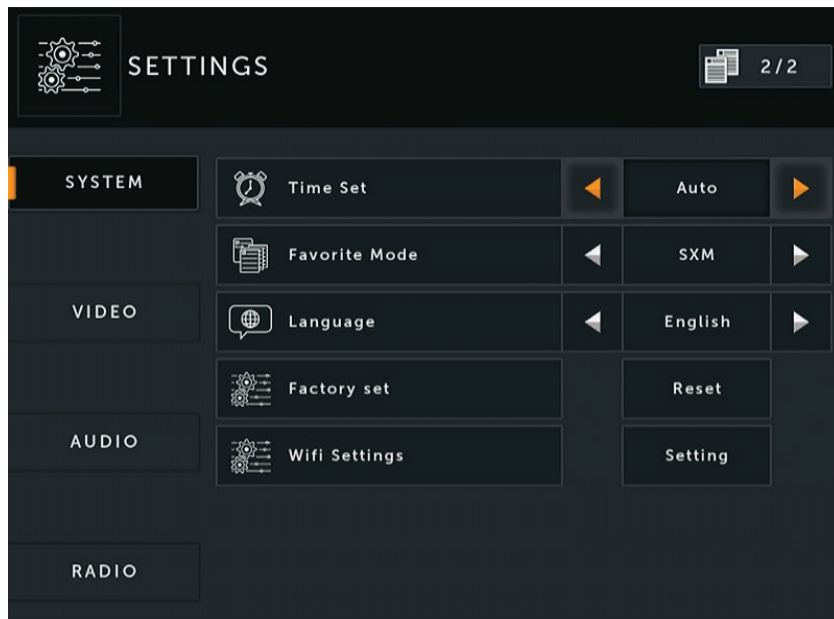 SETTINGS
2/2
SYSTEM
Time Set
Auto
Favorite Mode
SXM
VIDEO
Language
English
Factory set
Reset
AUDIO
Wifi Settings
Setting
RADIO